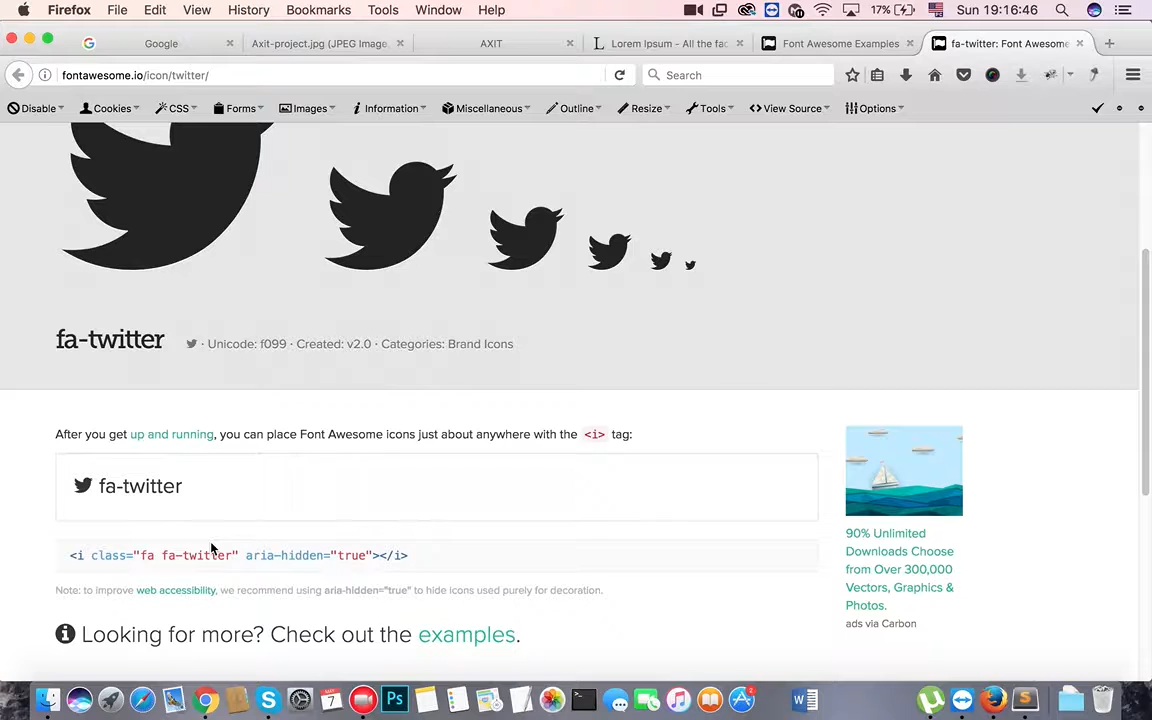 Firefox File Edit View History Bookmarks Tools Window Help 17% Sun 19:16:46
Google Axit-project.jpg (JPEG Image, AXIT Lorem Ipsum - All the fac Font Awesome Examples fa-twitter: Font Awesome
fontawesome.io/icon/twitter/ Search
Disable Cookies CSS Forms Images Information Miscellaneous Outline Resize Tools View Source Options
fa-twitter · Unicode: f099 · Created: v2.0 · Categories: Brand Icons
After you get up and running, you can place Font Awesome icons just about anywhere with the <i> tag:
fa-twitter
<i class="fa fa-twitter" aria-hidden="true"></i>
Note: to improve web accessibility, we recommend using aria-hidden="true" to hide icons used purely for decoration.
Looking for more? Check out the examples.
90% Unlimited
Downloads Choose
from Over 300,000
Vectors, Graphics &
Photos.
ads via Carbon